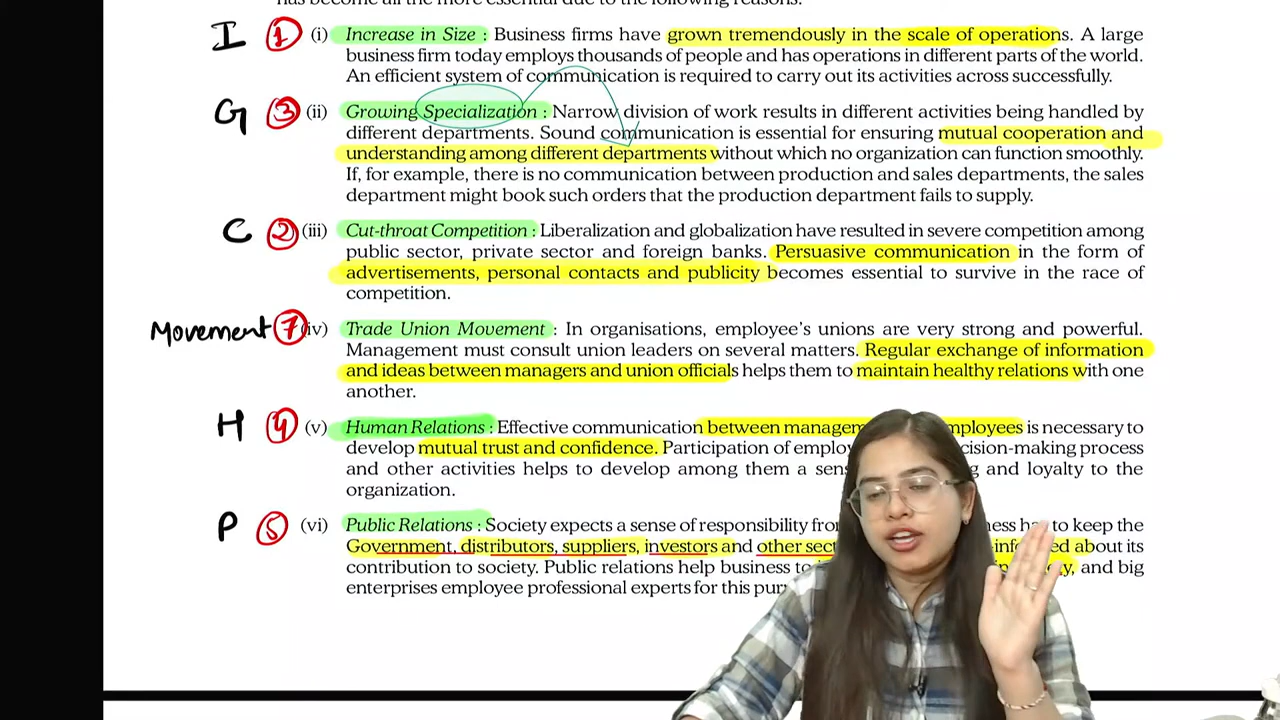 has become all the more essential due to the following reasons:
I 1 (i) Increase in Size : Business firms have grown tremendously in the scale of operations. A large
business firm today employs thousands of people and has operations in different parts of the world.
An efficient system of communication is required to carry out its activities across successfully.
G 3 (ii) Growing Specialization : Narrow division of work results in different activities being handled by
different departments. Sound communication is essential for ensuring mutual cooperation and
understanding among different departments without which no organization can function smoothly.
If, for example, there is no communication between production and sales departments, the sales
department might book such orders that the production department fails to supply.
C 2 (iii) Cut-throat Competition : Liberalization and globalization have resulted in severe competition among
public sector, private sector and foreign banks. Persuasive communication in the form of
advertisements, personal contacts and publicity becomes essential to survive in the race of
competition.
Movement 7 iv) Trade Union Movement : In organisations, employee's unions are very strong and powerful.
Management must consult union leaders on several matters. Regular exchange of information
and ideas between managers and union officials helps them to maintain healthy relations with one
another.
H 4 (v) Human Relations : Effective communication between employees is necessary to
develop mutual trust and confidence. Participation of process
and other activities helps to develop among them a and loyalty to the
organization.
P 5 (vi) Public Relations : Society expects a sense of responsibility to keep the
Government, distributors, suppliers, investors and other about its
contribution to society. Public relations help business to and big
enterprises employee professional experts for this